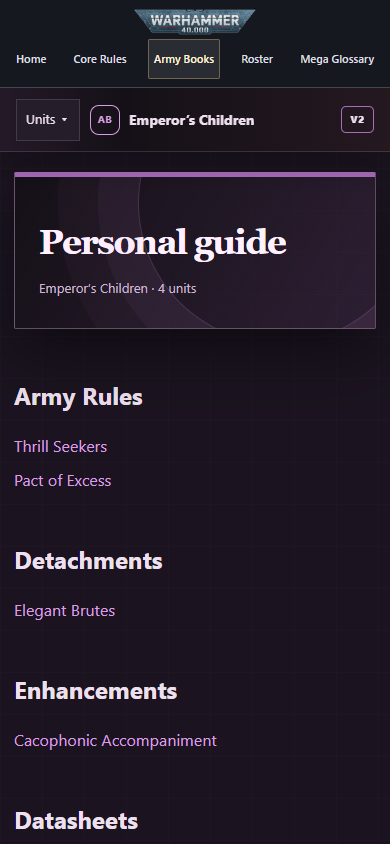 WARHAMMER
40,000
Home
Core Rules
Army Books
Roster
Mega Glossary
Units
AB
Emperor's Children
V2
Personal guide
Emperor's Children · 4 units
Army Rules
Thrill Seekers
Pact of Excess
Detachments
Elegant Brutes
Enhancements
Cacophonic Accompaniment
Datasheets